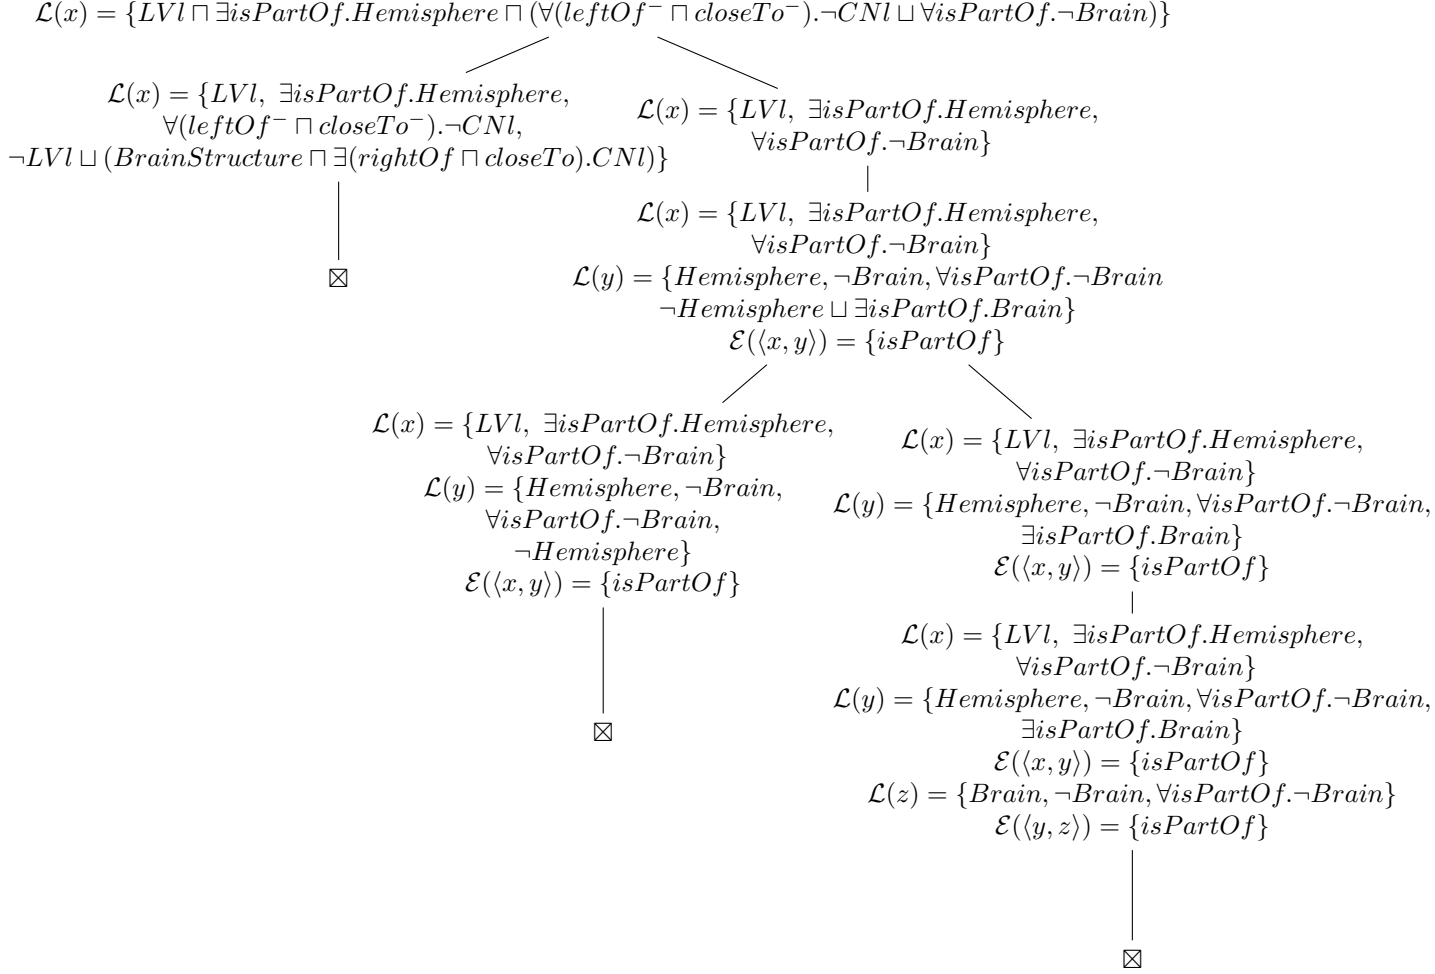 ℒ(x) = {LVl ⊓ ∃isPartOf.Hemisphere ⊓ (∀(leftOf⁻ ⊓ closeTo⁻).¬CNl ⊔ ∀isPartOf.¬Brain)}
ℒ(x) = {LVl, ∃isPartOf.Hemisphere,
∀(leftOf⁻ ⊓ closeTo⁻).¬CNl,
¬LVl ⊔ (BrainStructure ⊓ ∃(rightOf ⊓ closeTo).CNl)}
⊠
ℒ(x) = {LVl, ∃isPartOf.Hemisphere,
∀isPartOf.¬Brain}
ℒ(x) = {LVl, ∃isPartOf.Hemisphere,
∀isPartOf.¬Brain}
ℒ(y) = {Hemisphere, ¬Brain, ∀isPartOf.¬Brain
¬Hemisphere ⊔ ∃isPartOf.Brain}
ℰ(⟨x, y⟩) = {isPartOf}
ℒ(x) = {LVl, ∃isPartOf.Hemisphere,
∀isPartOf.¬Brain}
ℒ(y) = {Hemisphere, ¬Brain,
∀isPartOf.¬Brain,
¬Hemisphere}
ℰ(⟨x, y⟩) = {isPartOf}
⊠
ℒ(x) = {LVl, ∃isPartOf.Hemisphere,
∀isPartOf.¬Brain}
ℒ(y) = {Hemisphere, ¬Brain, ∀isPartOf.¬Brain,
∃isPartOf.Brain}
ℰ(⟨x, y⟩) = {isPartOf}
ℒ(x) = {LVl, ∃isPartOf.Hemisphere,
∀isPartOf.¬Brain}
ℒ(y) = {Hemisphere, ¬Brain, ∀isPartOf.¬Brain,
∃isPartOf.Brain}
ℰ(⟨x, y⟩) = {isPartOf}
ℒ(z) = {Brain, ¬Brain, ∀isPartOf.¬Brain}
ℰ(⟨y, z⟩) = {isPartOf}
⊠